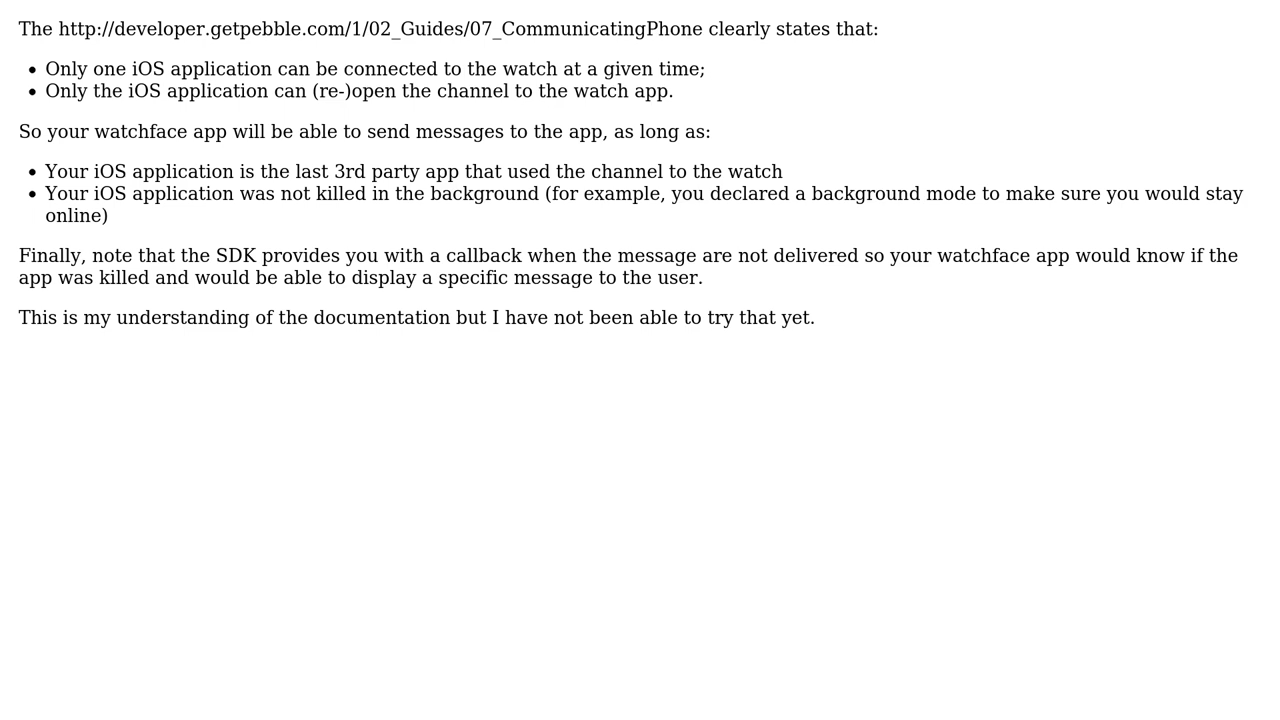 The http://developer.getpebble.com/1/02_Guides/07_CommunicatingPhone clearly states that:
• Only one iOS application can be connected to the watch at a given time;
• Only the iOS application can (re-)open the channel to the watch app.
So your watchface app will be able to send messages to the app, as long as:
• Your iOS application is the last 3rd party app that used the channel to the watch
• Your iOS application was not killed in the background (for example, you declared a background mode to make sure you would stay
online)
Finally, note that the SDK provides you with a callback when the message are not delivered so your watchface app would know if the
app was killed and would be able to display a specific message to the user.
This is my understanding of the documentation but I have not been able to try that yet.